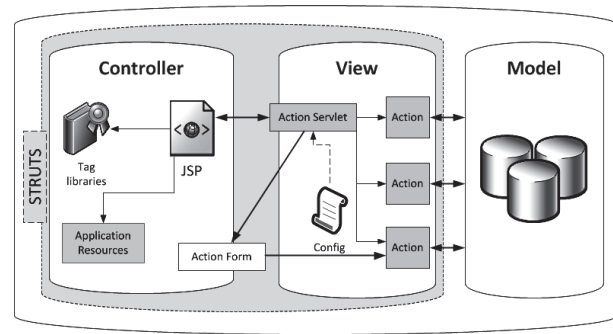 Controller
View
Model
STRUTS
Tag
libraries
JSP
Application
Resources
Action Servlet
Action
Action
Action
Config
Action Form